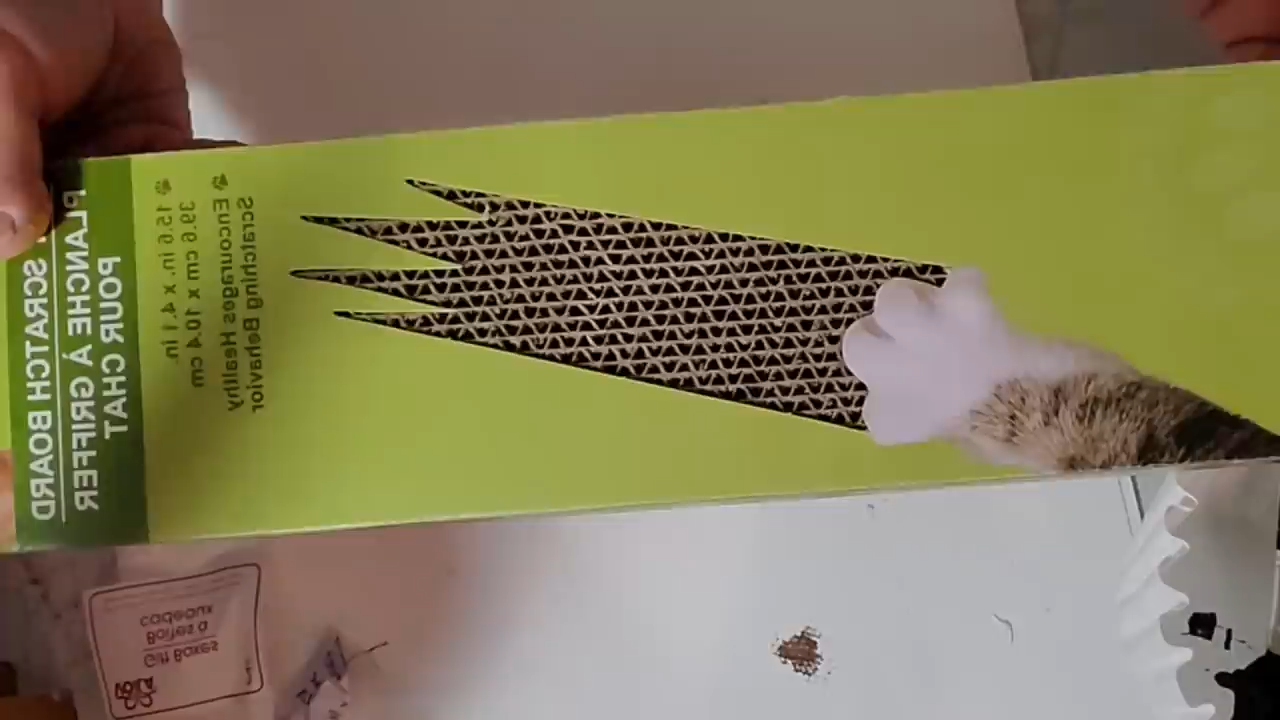 SCRATCH BOARD
PLANCHE À GRIFFER
POUR CHAT
15.6 in. x 4.1 in.
39.6 cm x 10.4 cm
Encourages Healthy
Scratching Behavior
Gift Boxes
Boîtes à
cadeaux